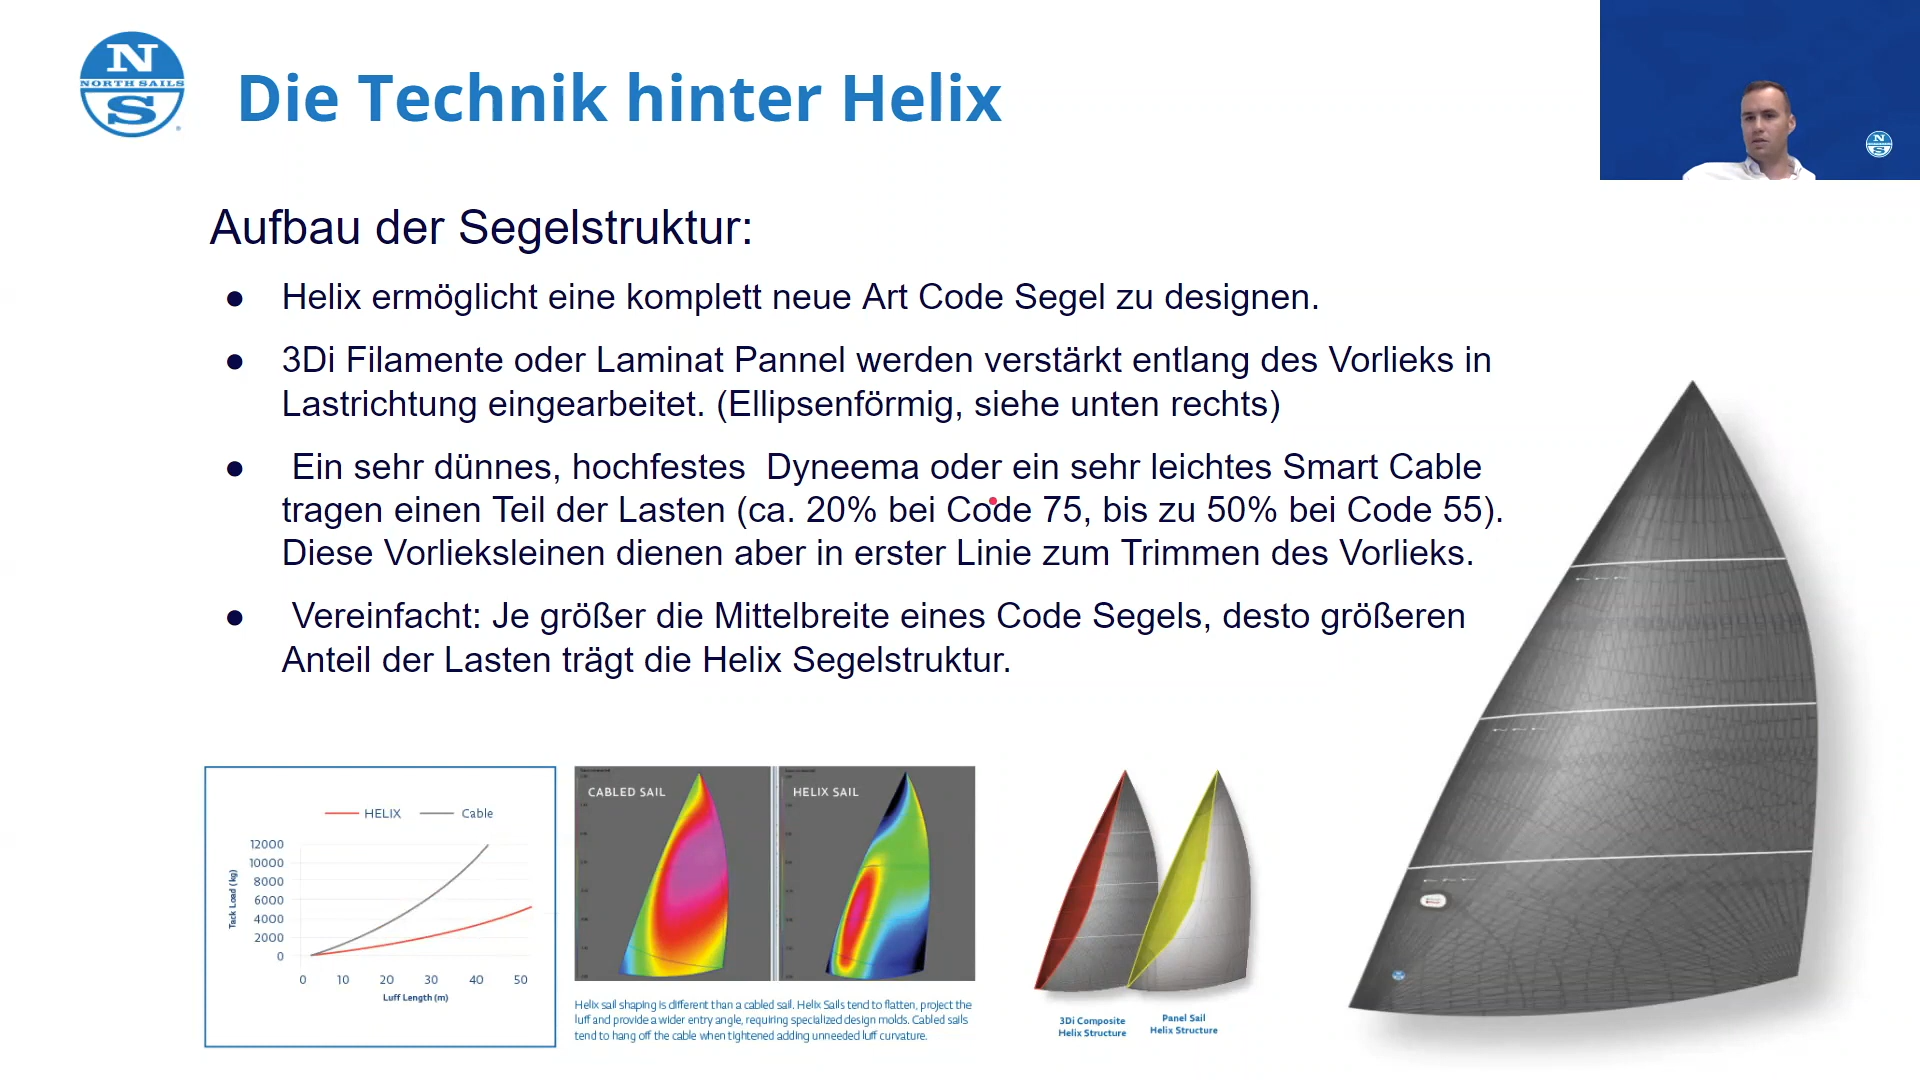 N
NORTH SAILS
S
Die Technik hinter Helix
N
S
Aufbau der Segelstruktur:
● Helix ermöglicht eine komplett neue Art Code Segel zu designen.
● 3Di Filamente oder Laminat Pannel werden verstärkt entlang des Vorlieks in
Lastrichtung eingearbeitet. (Ellipsenförmig, siehe unten rechts)
● Ein sehr dünnes, hochfestes  Dyneema oder ein sehr leichtes Smart Cable
tragen einen Teil der Lasten (ca. 20% bei Code 75, bis zu 50% bei Code 55).
Diese Vorlieksleinen dienen aber in erster Linie zum Trimmen des Vorlieks.
● Vereinfacht: Je größer die Mittelbreite eines Code Segels, desto größeren
Anteil der Lasten trägt die Helix Segelstruktur.
HELIX Cable
12000
10000
8000
6000
4000
2000
0
Tack Load (kg)
0 10 20 30 40 50
Luff Length (m)
CABLED SAIL
HELIX SAIL
Helix sail shaping is different than a cabled sail. Helix Sails tend to flatten, project the
luff and provide a wider entry angle, requiring specialized design molds. Cabled sails
tend to hang off the cable when tightened adding unneeded luff curvature.
3Di Composite
Helix Structure
Panel Sail
Helix Structure